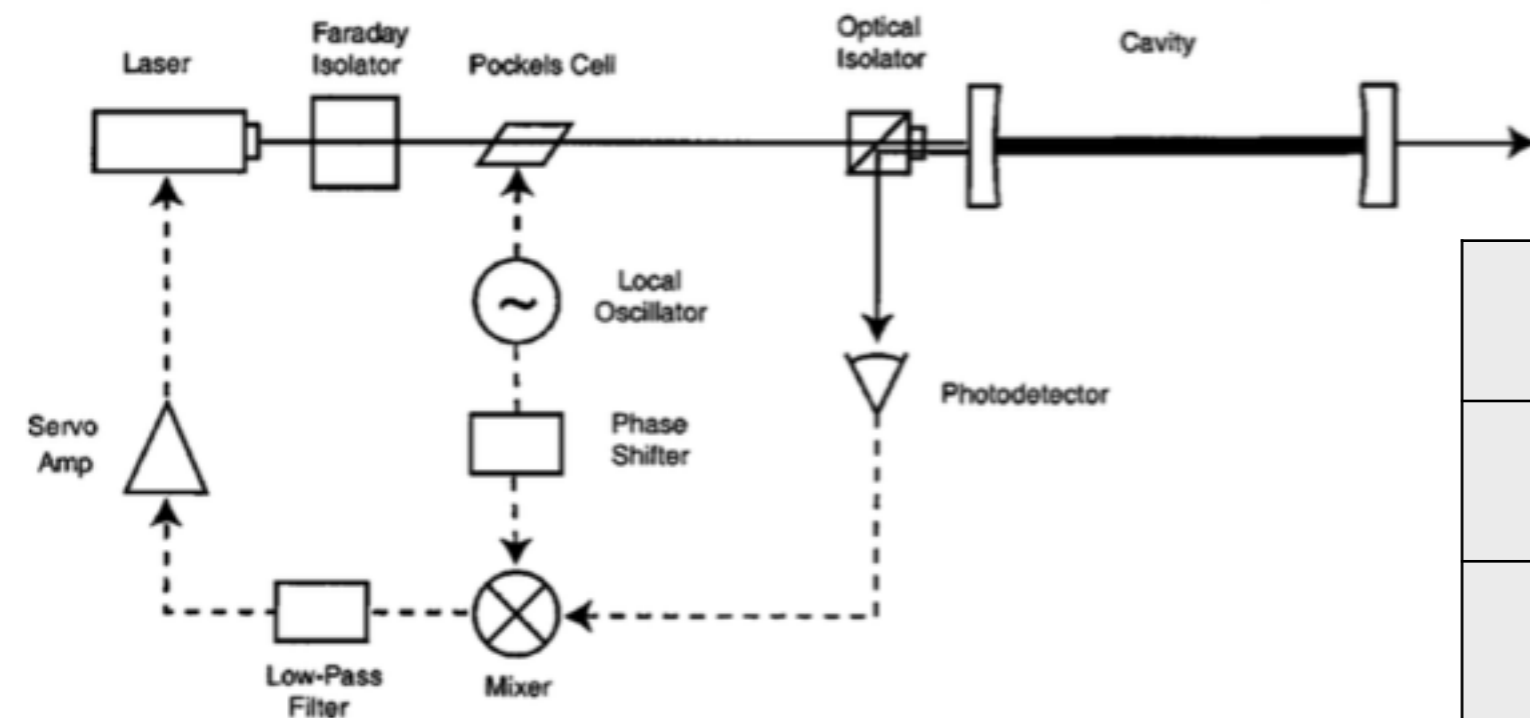 Laser
Faraday
Isolator
Pockels Cell
Optical
Isolator
Cavity
~
Local
Oscillator
Photodetector
Servo
Amp
Phase
Shifter
Low-Pass
Filter
Mixer